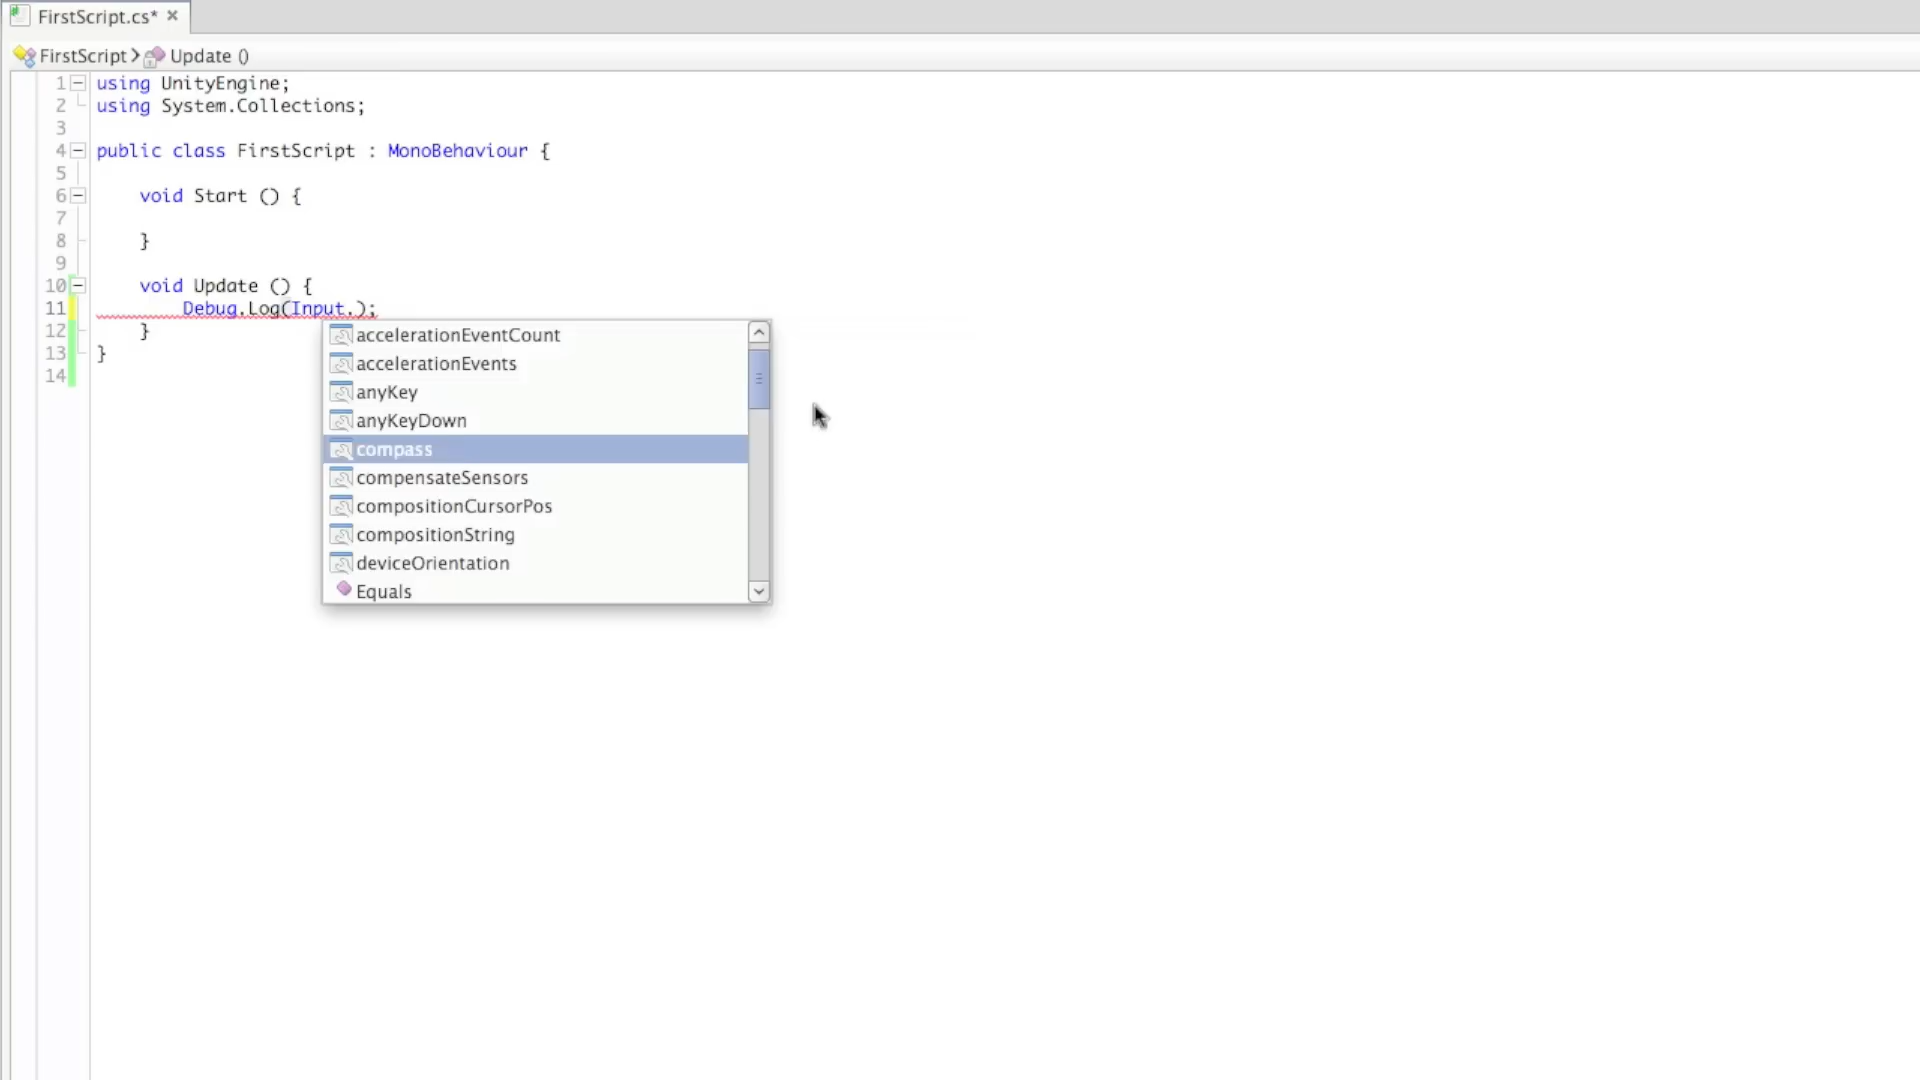 FirstScript.cs*
FirstScript Update ()
1 using UnityEngine;
2 using System.Collections;
3
4 public class FirstScript : MonoBehaviour {
5
6 void Start () {
7
8 }
9
10 void Update () {
11 Debug.Log(Input.);
12 }
13 }
14
accelerationEventCount
accelerationEvents
anyKey
anyKeyDown
compass
compensateSensors
compositionCursorPos
compositionString
deviceOrientation
Equals